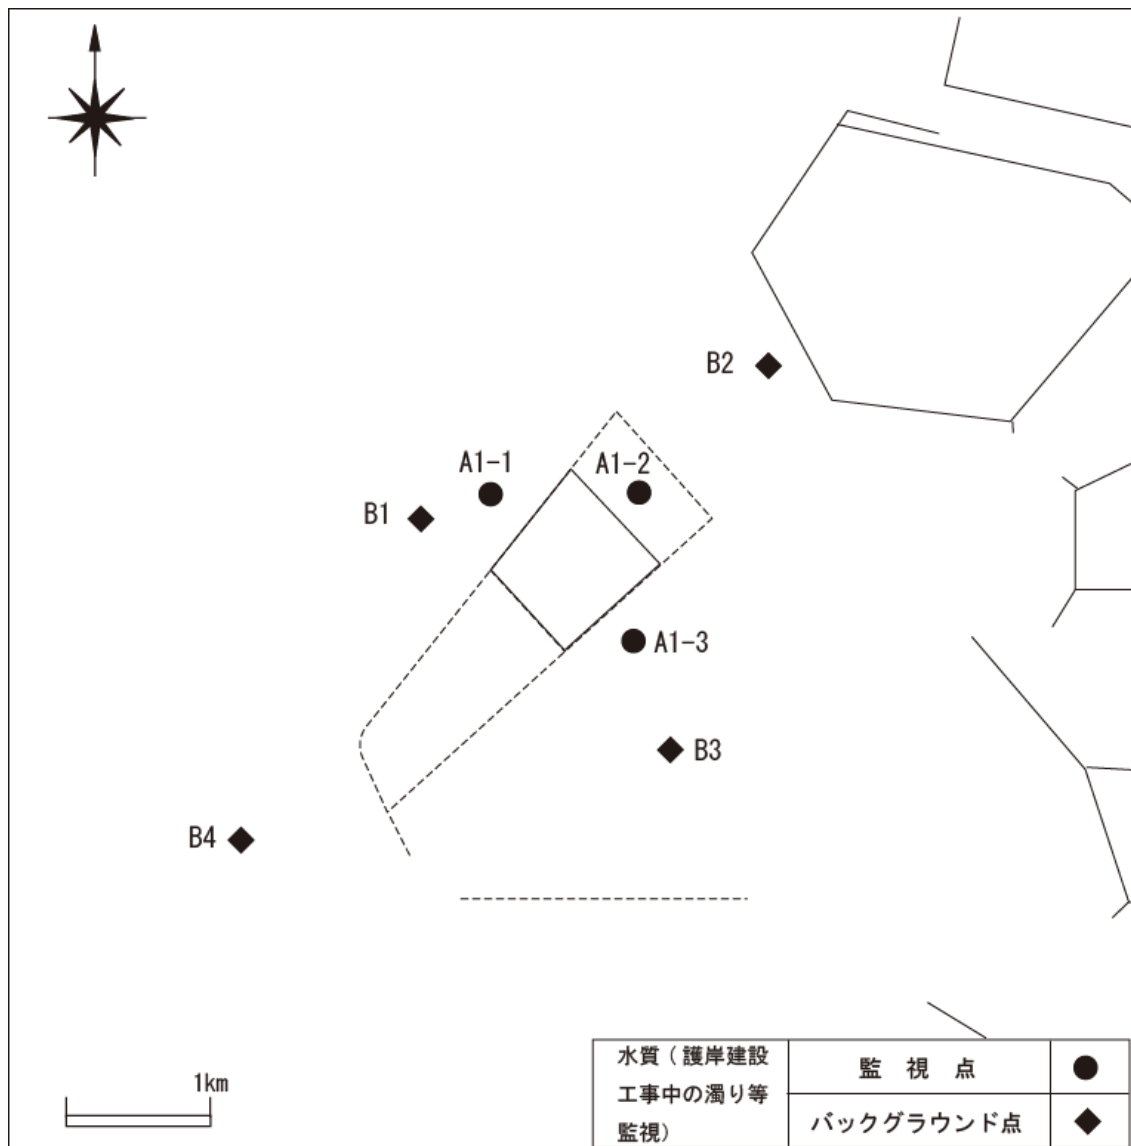 B2
A1-1
A1-2
B1
A1-3
B3
B4
1km
水質(護岸建設
工事中の濁り等
監視)
監視点
バックグラウンド点